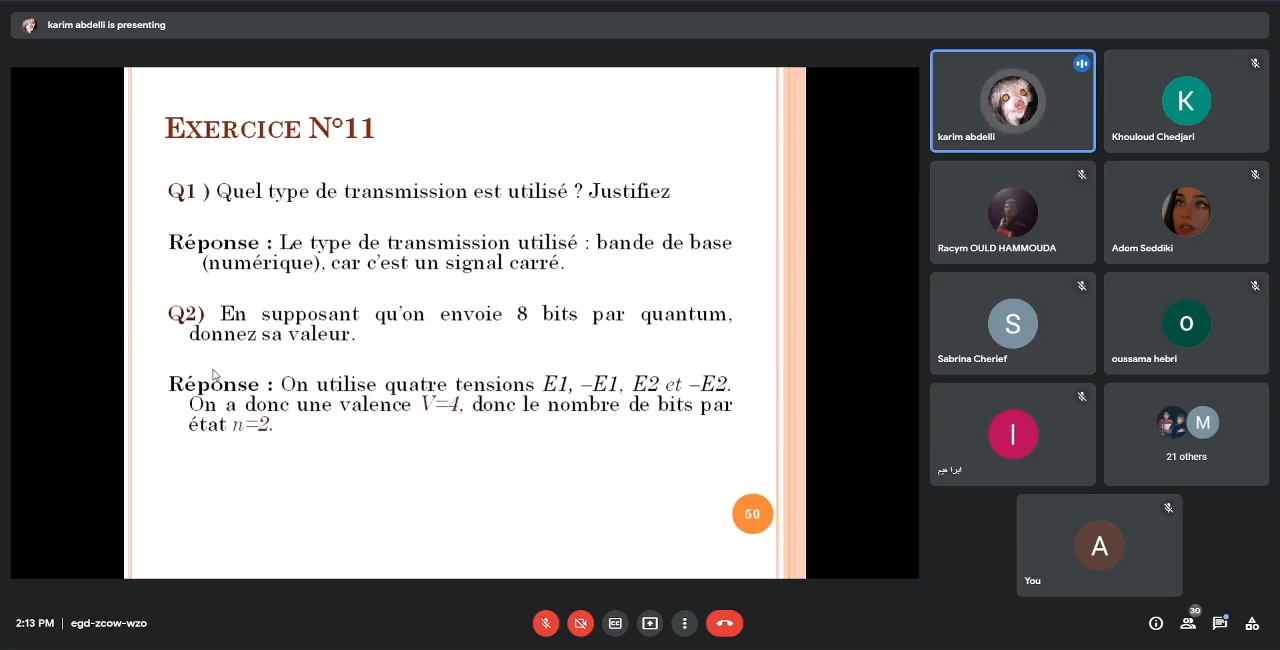 karim abdelli is presenting
EXERCICE N°11
Q1 ) Quel type de transmission est utilisé ? Justifiez
Réponse : Le type de transmission utilisé : bande de base
(numérique), car c'est un signal carré.
Q2) En supposant qu'on envoie 8 bits par quantum,
donnez sa valeur.
Réponse : On utilise quatre tensions E1, –E1, E2 et –E2.
On a donc une valence V=4, donc le nombre de bits par
état n=2.
50
karim abdelli
K
Khouloud Chedjari
Racym OULD HAMMOUDA
Adem Seddiki
S
Sabrina Cherief
o
oussama hebri
I
ابراهيم
M
21 others
A
You
2:13 PM | egd-zcow-wzo
30